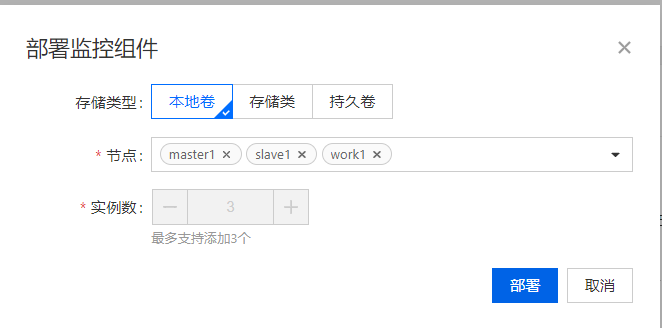 部署监控组件
存储类型: 本地卷 存储类 持久卷
* 节点: master1 slave1 work1
* 实例数: 3
最多支持添加3个
部署 取消